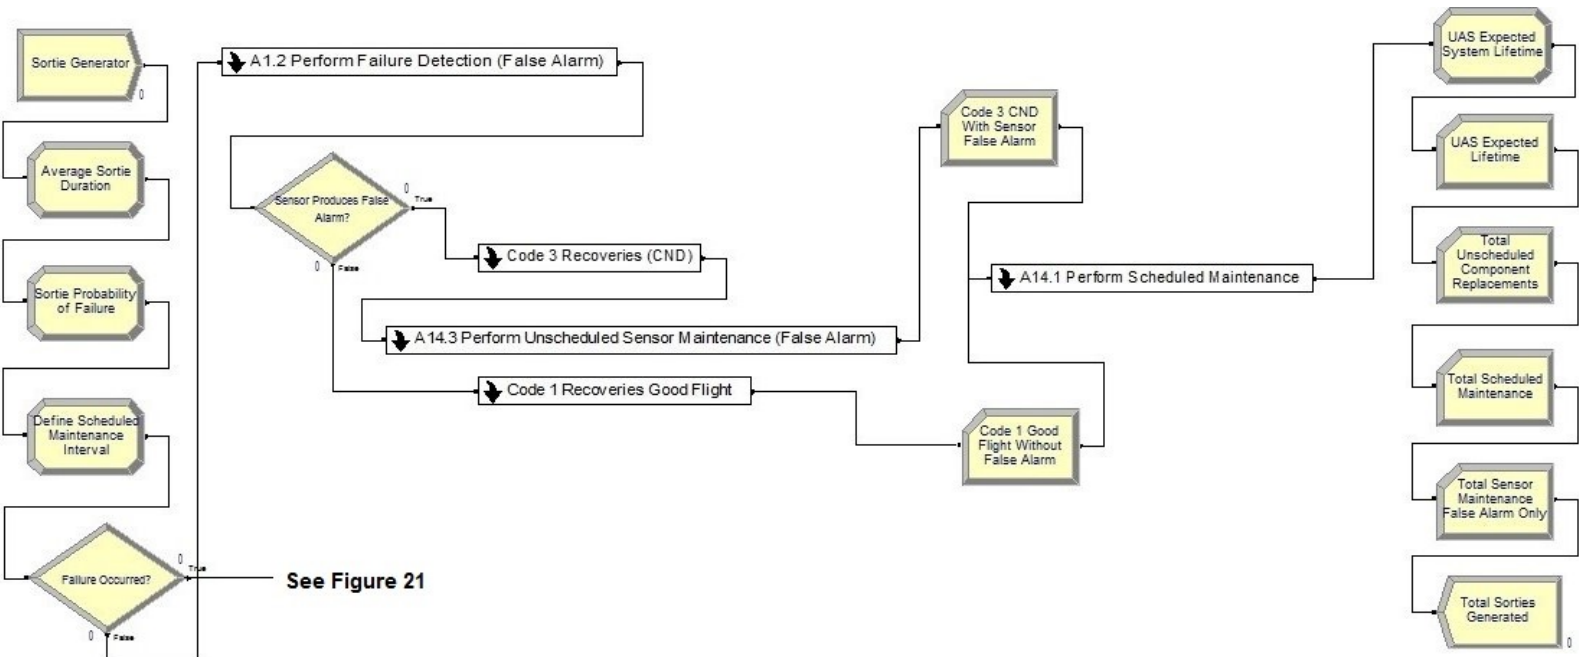 Sortie Generator
0
Average Sortie
Duration
Sortie Probability
of Failure
Define Scheduled
Maintenance
Interval
Failure Occurred?
0
True
0
False
See Figure 21
A1.2 Perform Failure Detection (False Alarm)
Sensor Produces False
Alarm?
0
True
0
False
Code 3 Recoveries (CND)
A14.3 Perform Unscheduled Sensor Maintenance (False Alarm)
Code 1 Recoveries Good Flight
Code 3 CND
With Sensor
False Alarm
Code 1 Good
Flight Without
False Alarm
A14.1 Perform Scheduled Maintenance
UAS Expected
System Lifetime
UAS Expected
Lifetime
Total
Unscheduled
Component
Replacements
Total Scheduled
Maintenance
Total Sensor
Maintenance
False Alarm Only
Total Sorties
Generated
0